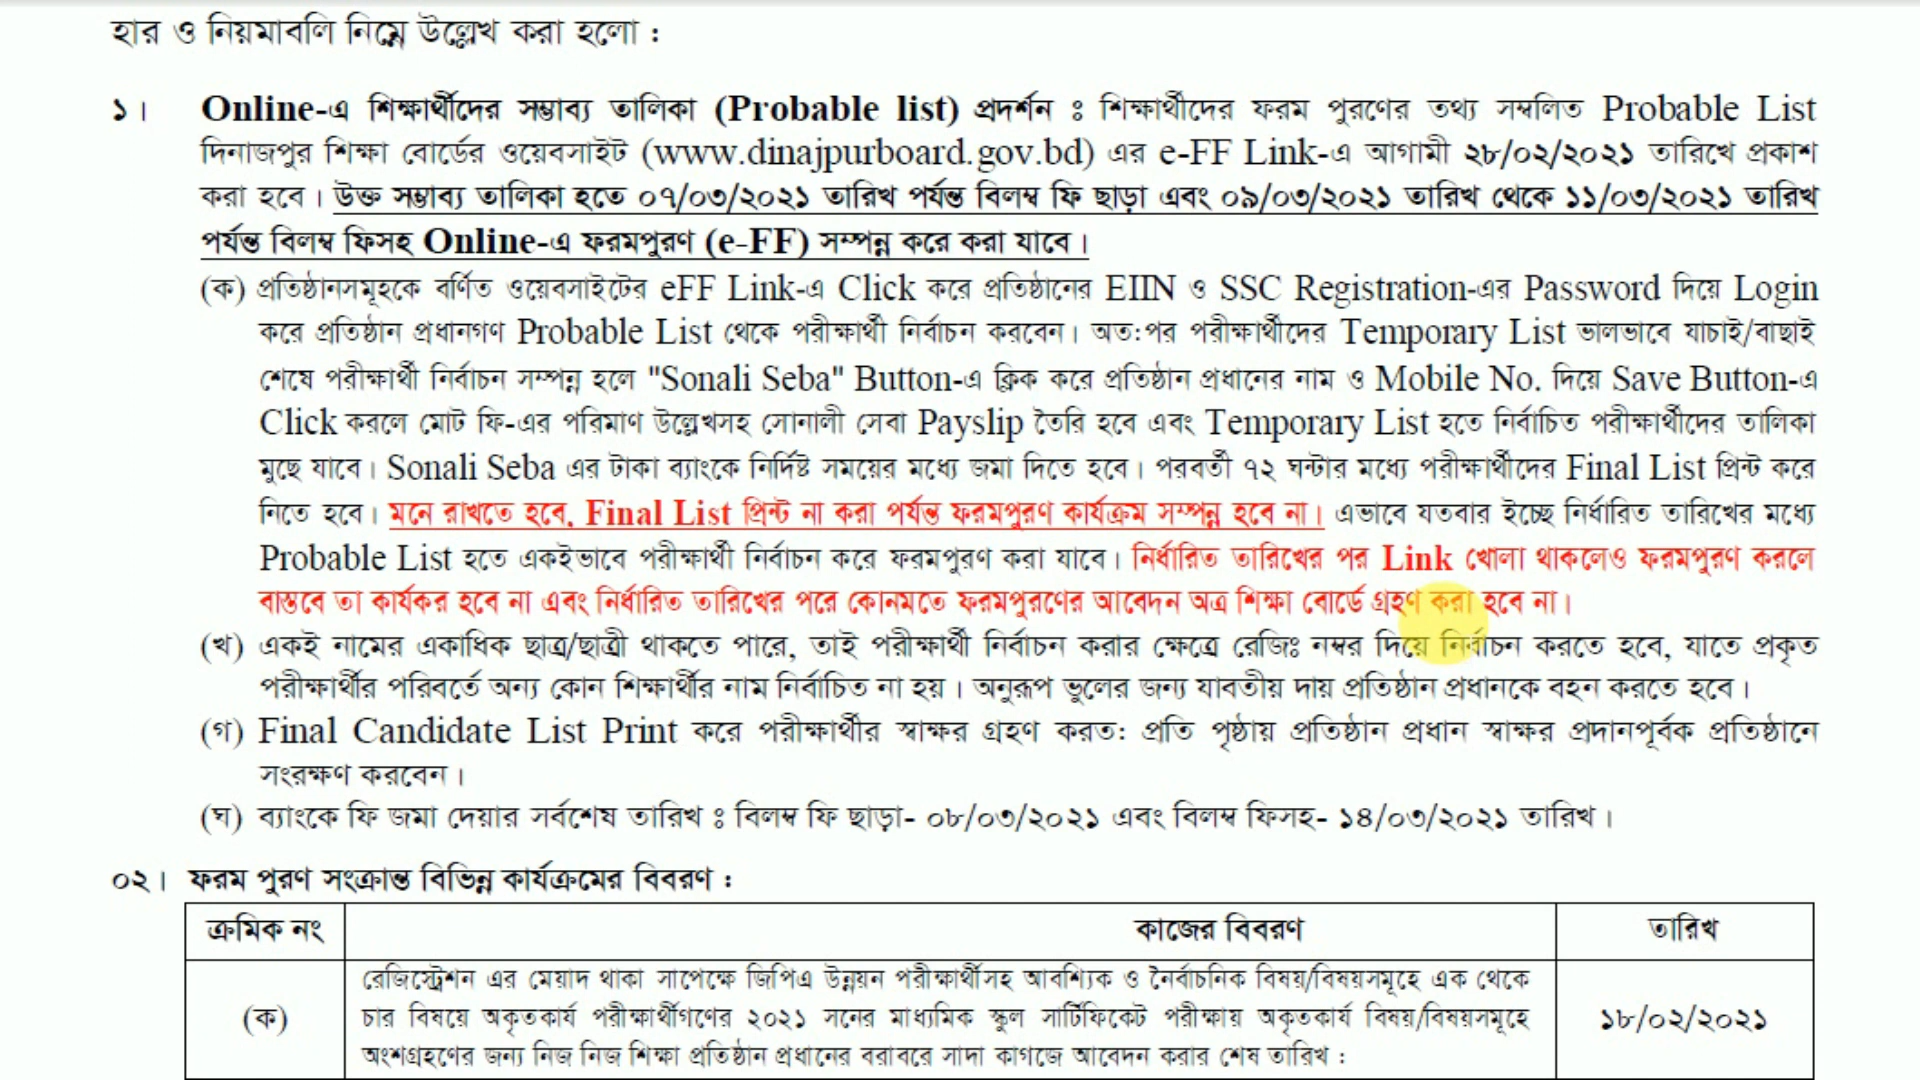 হার ও নিয়মাবলি নিম্নে উল্লেখ করা হলো :
১। Online-এ শিক্ষার্থীদের সম্ভাব্য তালিকা (Probable list) প্রদর্শন ঃ শিক্ষার্থীদের ফরম পুরণের তথ্য সম্বলিত Probable List
দিনাজপুর শিক্ষা বোর্ডের ওয়েবসাইট (www.dinajpurboard.gov.bd) এর e-FF Link-এ আগামী ২৮/০২/২০২১ তারিখে প্রকাশ
করা হবে। উক্ত সম্ভাব্য তালিকা হতে ০৭/০৩/২০২১ তারিখ পর্যন্ত বিলম্ব ফি ছাড়া এবং ০৯/০৩/২০২১ তারিখ থেকে ১১/০৩/২০২১ তারিখ
পর্যন্ত বিলম্ব ফিসহ Online-এ ফরমপুরণ (e-FF) সম্পন্ন করে করা যাবে।
(ক) প্রতিষ্ঠানসমূহকে বর্ণিত ওয়েবসাইটের eFF Link-এ Click করে প্রতিষ্ঠানের EIIN ও SSC Registration-এর Password দিয়ে Login
করে প্রতিষ্ঠান প্রধানগণ Probable List থেকে পরীক্ষার্থী নির্বাচন করবেন। অত:পর পরীক্ষার্থীদের Temporary List ভালভাবে যাচাই/বাছাই
শেষে পরীক্ষার্থী নির্বাচন সম্পন্ন হলে "Sonali Seba" Button-এ ক্লিক করে প্রতিষ্ঠান প্রধানের নাম ও Mobile No. দিয়ে Save Button-এ
Click করলে মোট ফি-এর পরিমাণ উল্লেখসহ সোনালী সেবা Payslip তৈরি হবে এবং Temporary List হতে নির্বাচিত পরীক্ষার্থীদের তালিকা
মুছে যাবে। Sonali Seba এর টাকা ব্যাংকে নির্দিষ্ট সময়ের মধ্যে জমা দিতে হবে। পরবর্তী ৭২ ঘন্টার মধ্যে পরীক্ষার্থীদের Final List প্রিন্ট করে
নিতে হবে। মনে রাখতে হবে, Final List প্রিন্ট না করা পর্যন্ত ফরমপুরণ কার্যক্রম সম্পন্ন হবে না। এভাবে যতবার ইচ্ছে নির্ধারিত তারিখের মধ্যে
Probable List হতে একইভাবে পরীক্ষার্থী নির্বাচন করে ফরমপুরণ করা যাবে। নির্ধারিত তারিখের পর Link খোলা থাকলেও ফরমপুরণ করলে
বাস্তবে তা কার্যকর হবে না এবং নির্ধারিত তারিখের পরে কোনমতে ফরমপুরণের আবেদন অত্র শিক্ষা বোর্ডে গ্রহণ করা হবে না।
(খ) একই নামের একাধিক ছাত্র/ছাত্রী থাকতে পারে, তাই পরীক্ষার্থী নির্বাচন করার ক্ষেত্রে রেজিঃ নম্বর দিয়ে নির্বাচন করতে হবে, যাতে প্রকৃত
পরীক্ষার্থীর পরিবর্তে অন্য কোন শিক্ষার্থীর নাম নির্বাচিত না হয়। অনুরূপ ভুলের জন্য যাবতীয় দায় প্রতিষ্ঠান প্রধানকে বহন করতে হবে।
(গ) Final Candidate List Print করে পরীক্ষার্থীর স্বাক্ষর গ্রহণ করত: প্রতি পৃষ্ঠায় প্রতিষ্ঠান প্রধান স্বাক্ষর প্রদানপূর্বক প্রতিষ্ঠানে
সংরক্ষণ করবেন।
(ঘ) ব্যাংকে ফি জমা দেয়ার সর্বশেষ তারিখ ঃ বিলম্ব ফি ছাড়া- ০৮/০৩/২০২১ এবং বিলম্ব ফিসহ- ১৪/০৩/২০২১ তারিখ।
০২। ফরম পুরণ সংক্রান্ত বিভিন্ন কার্যক্রমের বিবরণ :
ক্রমিক নং কাজের বিবরণ তারিখ
রেজিস্ট্রেশন এর মেয়াদ থাকা সাপেক্ষে জিপিএ উন্নয়ন পরীক্ষার্থীসহ আবশ্যিক ও নৈর্বাচনিক বিষয়/বিষয়সমূহে এক থেকে
(ক) চার বিষয়ে অকৃতকার্য পরীক্ষার্থীগণের ২০২১ সনের মাধ্যমিক স্কুল সার্টিফিকেট পরীক্ষায় অকৃতকার্য বিষয়/বিষয়সমূহে ১৮/০২/২০২১
অংশগ্রহণের জন্য নিজ নিজ শিক্ষা প্রতিষ্ঠান প্রধানের বরাবরে সাদা কাগজে আবেদন করার শেষ তারিখ :